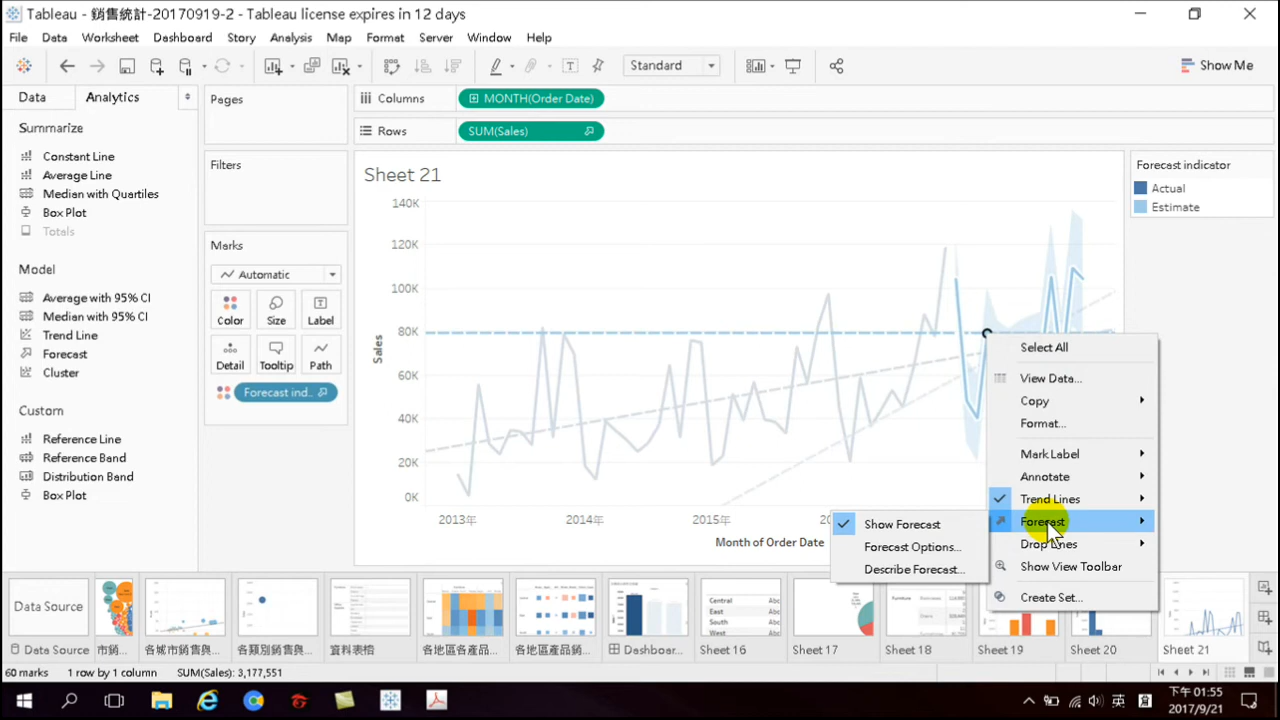 Tableau - 銷售統計-20170919-2 - Tableau license expires in 12 days
File Data Worksheet Dashboard Story Analysis Map Format Server Window Help
Standard
Show Me
Data Analytics
Summarize
Constant Line
Average Line
Median with Quartiles
Box Plot
Totals
Model
Average with 95% CI
Median with 95% CI
Trend Line
Forecast
Cluster
Custom
Reference Line
Reference Band
Distribution Band
Box Plot
Pages
Filters
Marks
Automatic
Color Size Label
Detail Tooltip Path
Forecast ind..
Columns MONTH(Order Date)
Rows SUM(Sales)
Sheet 21
140K
120K
100K
80K
60K
40K
20K
0K
Sales
2013年 2014年 2015年
Month of Order Date
Forecast indicator
Actual
Estimate
Select All
View Data...
Copy
Format...
Mark Label
Annotate
Trend Lines
Forecast
Drop Lines
Show View Toolbar
Create Set...
Show Forecast
Forecast Options...
Describe Forecast...
Data Source
Central
East
South
West
Abc
Abc
Abc
Abc
Data Source 市銷... 各城市銷售與... 各類別銷售與... 資料表格 各地區各產品... 各地區產品銷... Dashboar... Sheet 16 Sheet 17 Sheet 18 Sheet 19 Sheet 20 Sheet 21
60 marks 1 row by 1 column SUM(Sales): 3,177,551
英
下午 01:55
2017/9/21